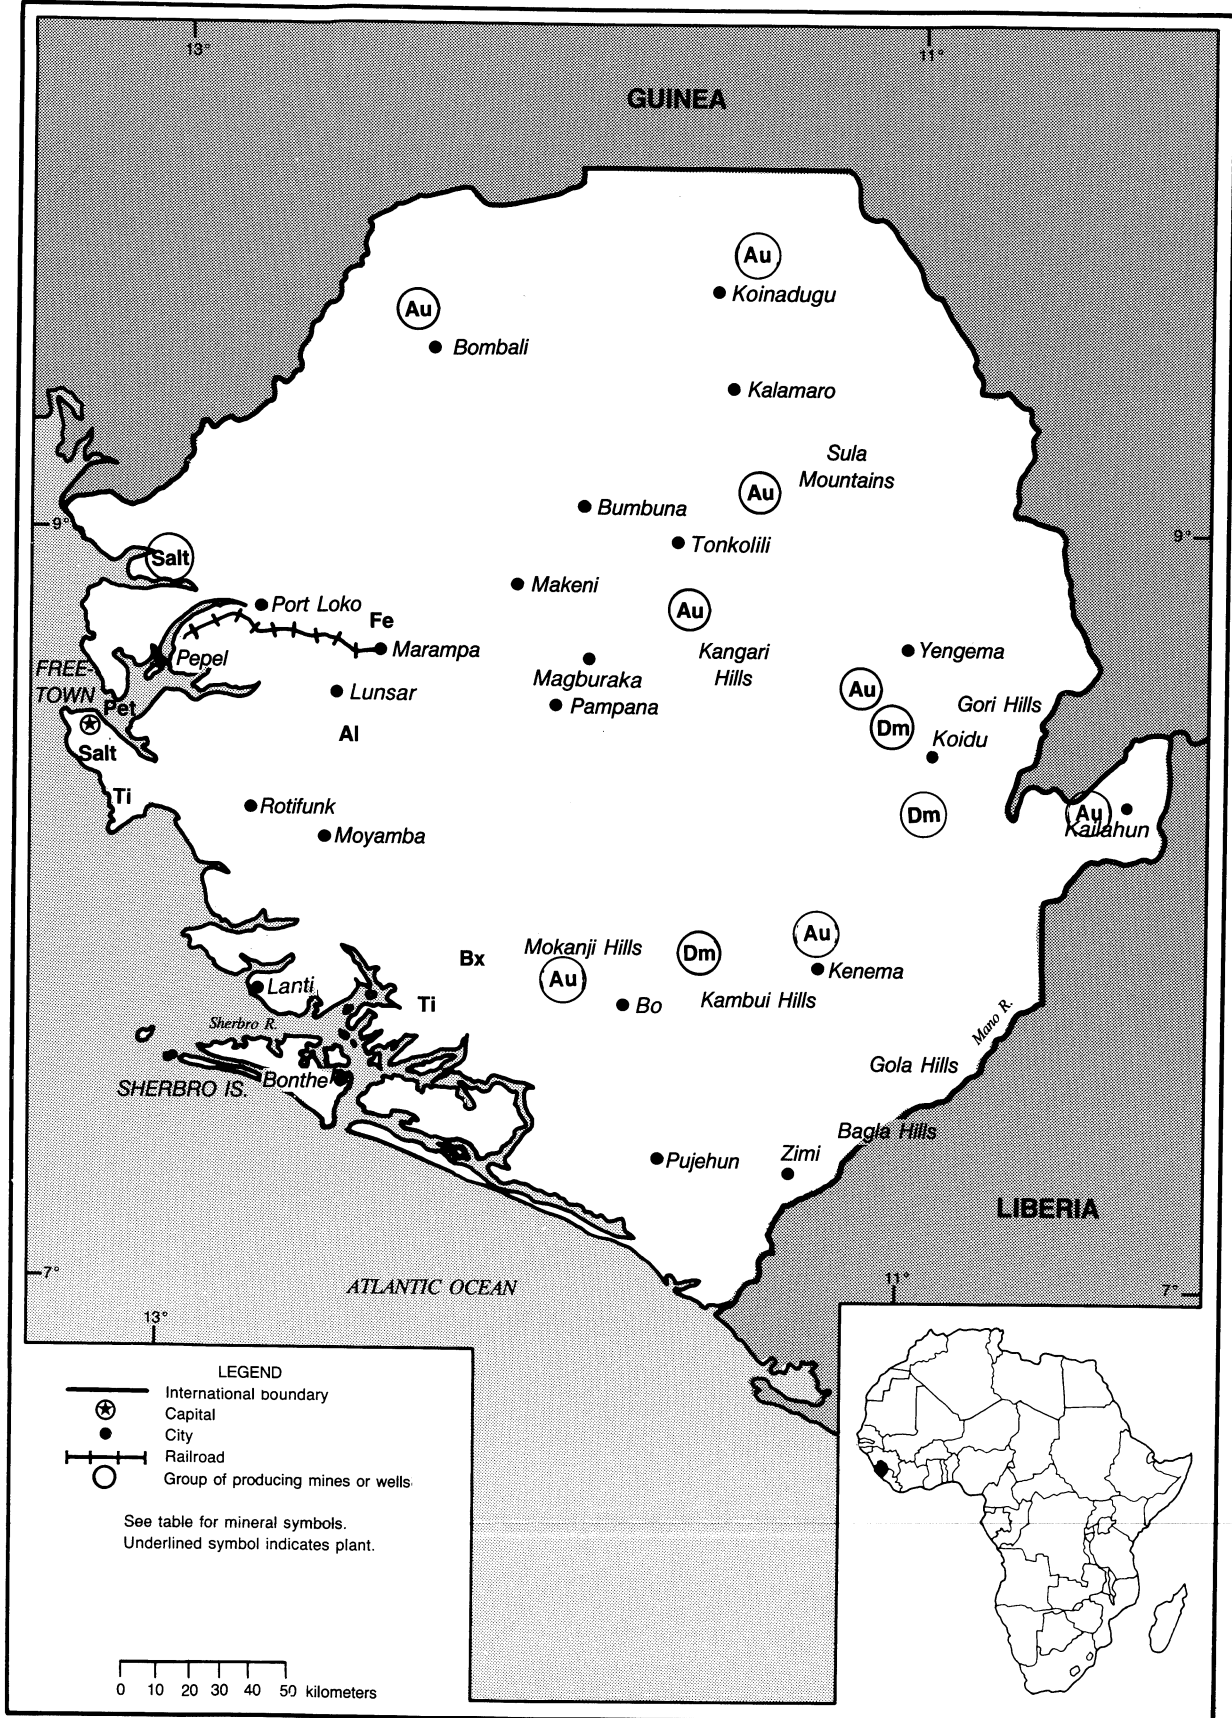 13°
11°
GUINEA
Au
Koinadugu
Au
Bombali
Kalamaro
Sula
Mountains
Au
Bumbuna
9°
9°
Tonkolili
Salt
Makeni
Port Loko
Fe
Au
Marampa
Kangari
Hills
Yengema
Pepel
FREE-
TOWN
Magburaka
Lunsar
Pampana
Au
Gori Hills
Pet
Dm
Koidu
Salt
Al
Ti
Rotifunk
Moyamba
Dm
Au
Kailahun
Au
Mokanji Hills
Dm
Bx
Kenema
Au
Lanti
Ti
Bo
Kambui Hills
Sherbro R.
Mano R.
Gola Hills
Bonthe
SHERBRO IS.
Bagla Hills
Zimi
Pujehun
LIBERIA
7°
ATLANTIC OCEAN
11°
7°
13°
LEGEND
International boundary
Capital
City
Railroad
Group of producing mines or wells
See table for mineral symbols.
Underlined symbol indicates plant.
0 10 20 30 40 50 kilometers